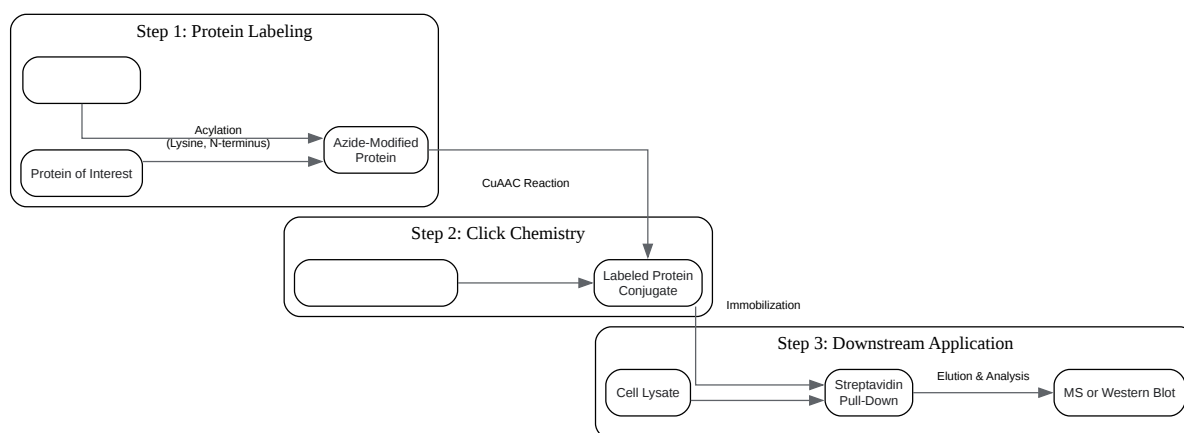 Step 1: Protein Labeling
Acylation
(Lysine, N-terminus)
Azide-Modified
Protein
Protein of Interest
CuAAC Reaction
Step 2: Click Chemistry
Labeled Protein
Conjugate
Immobilization
Step 3: Downstream Application
Cell Lysate
Streptavidin
Pull-Down
Elution & Analysis
MS or Western Blot